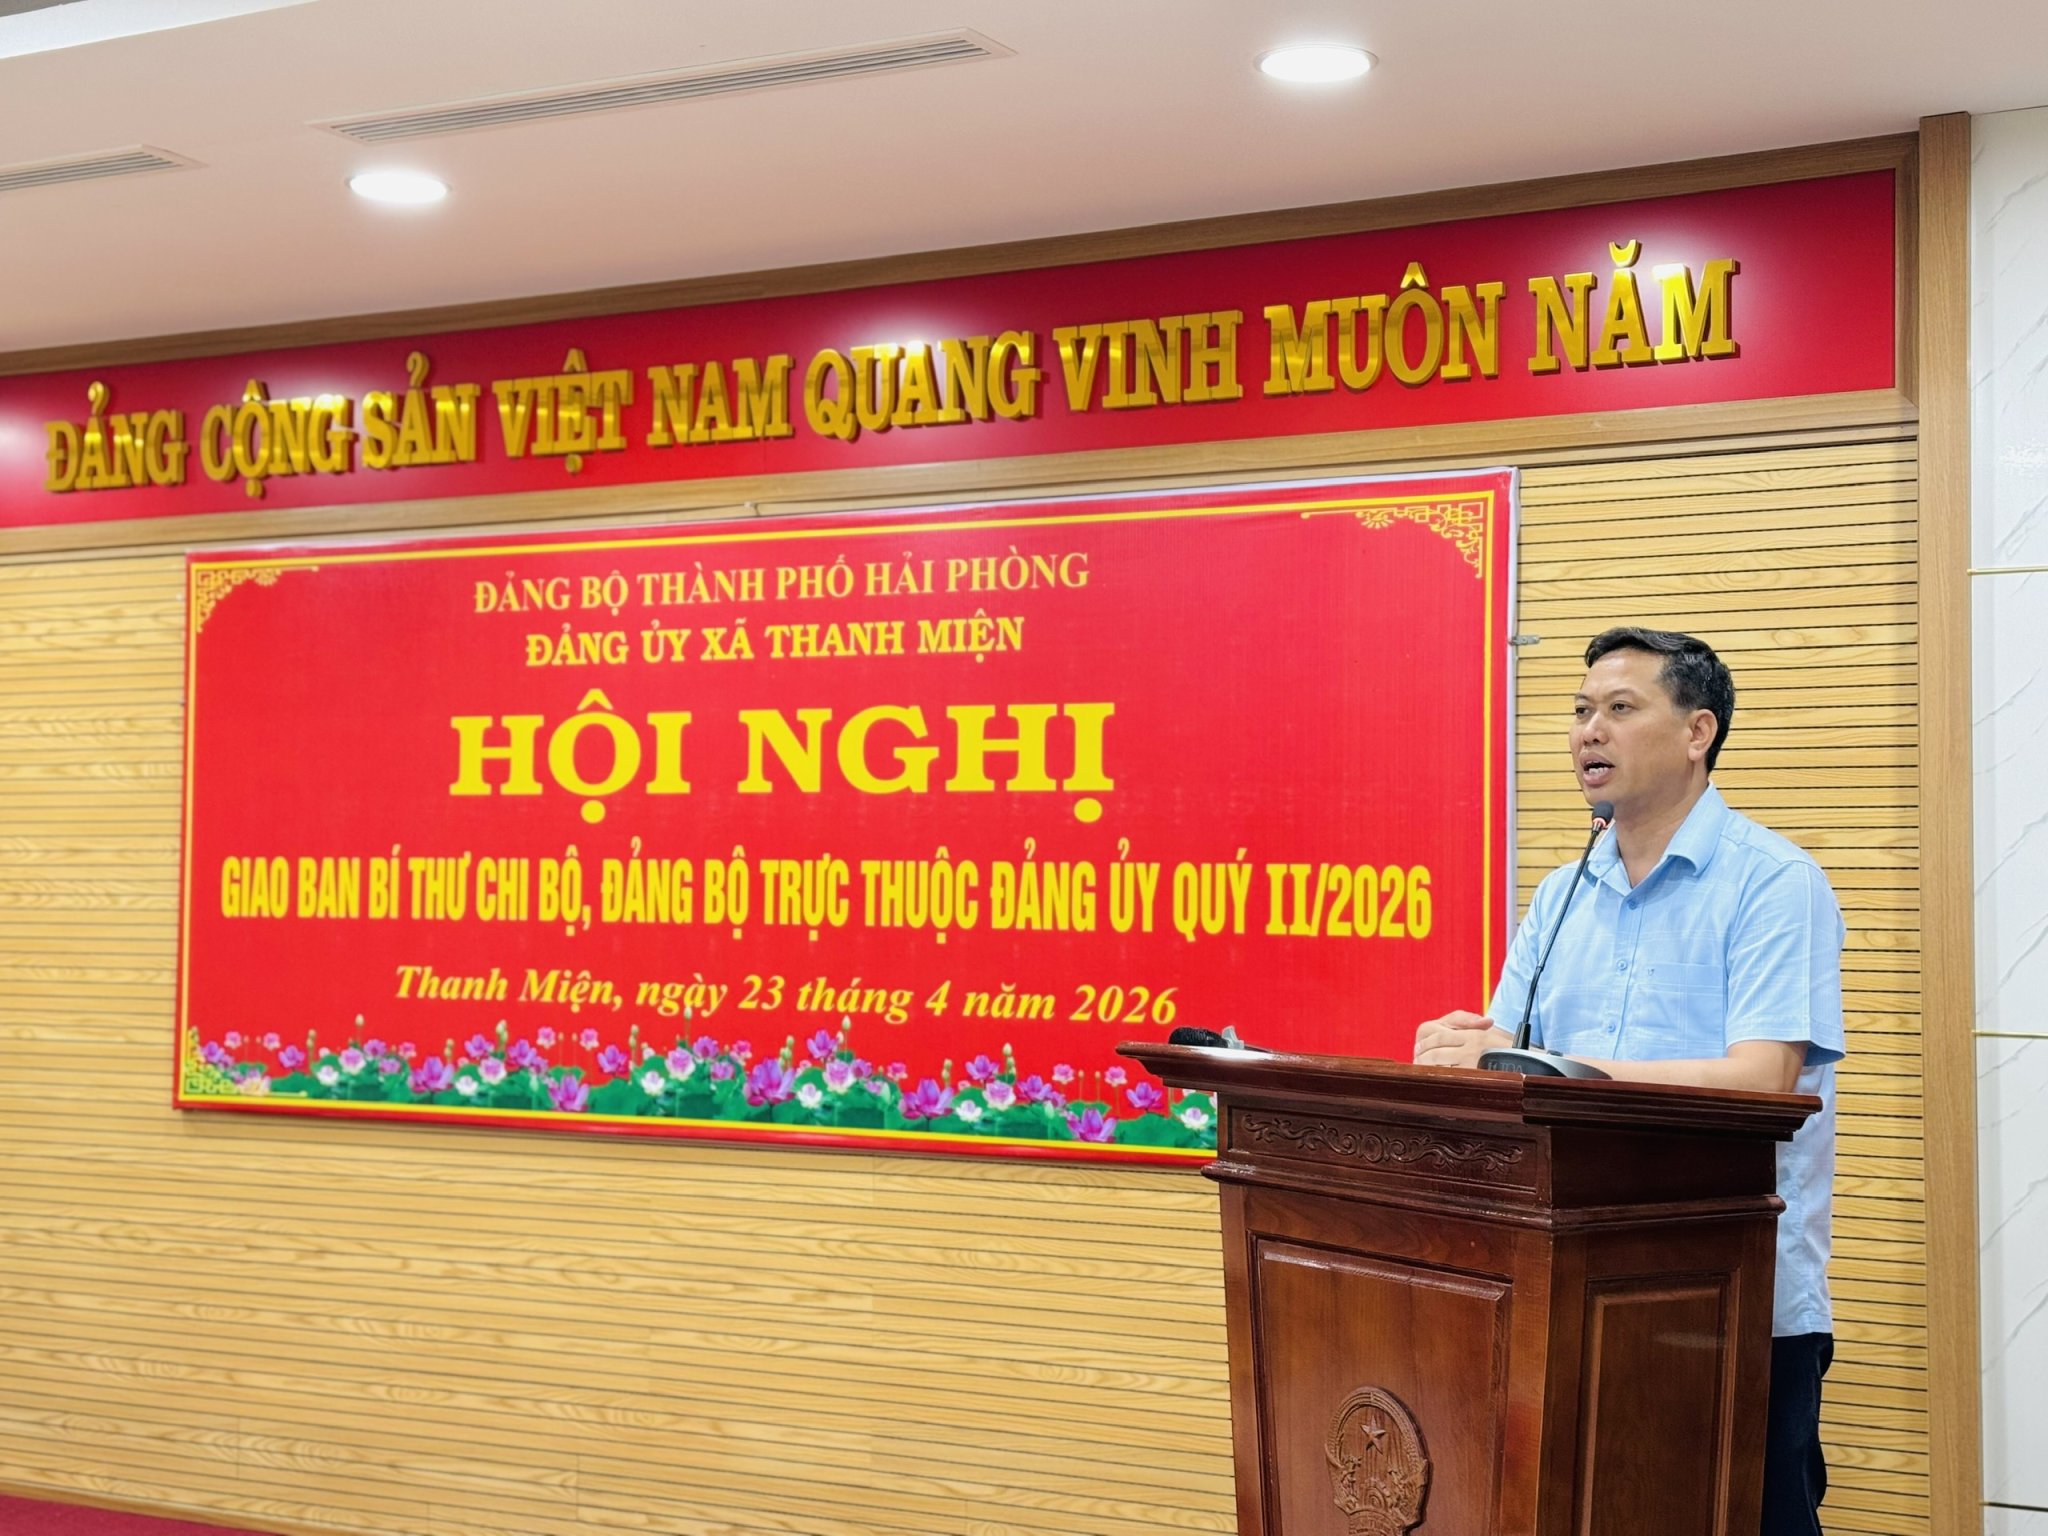 ĐẢNG CỘNG SẢN VIỆT NAM QUANG VINH MUÔN NĂM
ĐẢNG BỘ THÀNH PHỐ HẢI PHÒNG
ĐẢNG ỦY XÃ THANH MIỆN
HỘI NGHỊ
GIAO BAN BÍ THƯ CHI BỘ, ĐẢNG BỘ TRỰC THUỘC ĐẢNG ỦY QUÝ II/2026
Thanh Miện, ngày 23 tháng 4 năm 2026